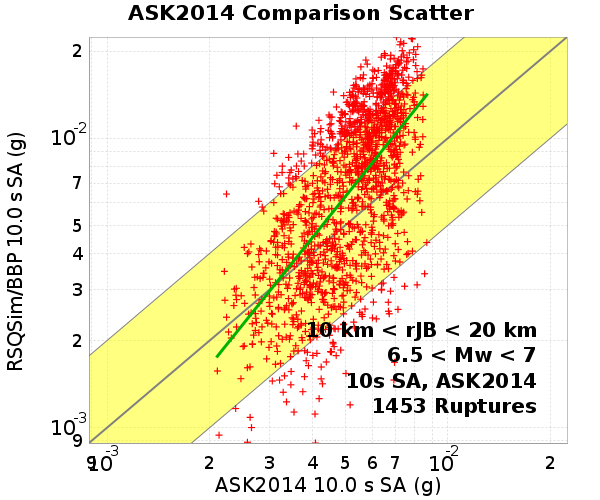 ASK2014 Comparison Scatter
RSQSim/BBP 10.0 s SA (g)
2
10-2
7
5
4
3
2
10-3
9
10 km < rJB < 20 km
6.5 < Mw < 7
10s SA, ASK2014
1453 Ruptures
9 10-3 2 3 4 5 6 7 10-2 2
ASK2014 10.0 s SA (g)